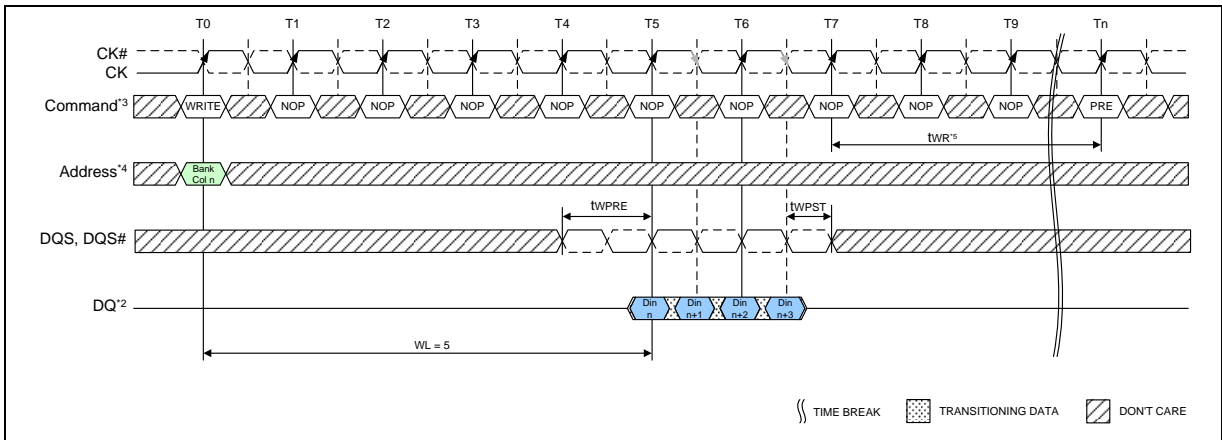 T0 T1 T2 T3 T4 T5 T6 T7 T8 T9 Tn
CK#
CK
Command*3 WRITE NOP NOP NOP NOP NOP NOP NOP NOP NOP PRE
tWR*5
Address*4 Bank
Col n
tWPRE tWPST
DQS, DQS#
DQ*2 Din
n Din
n+1 Din
n+2 Din
n+3
WL = 5
TIME BREAK TRANSITIONING DATA DON'T CARE